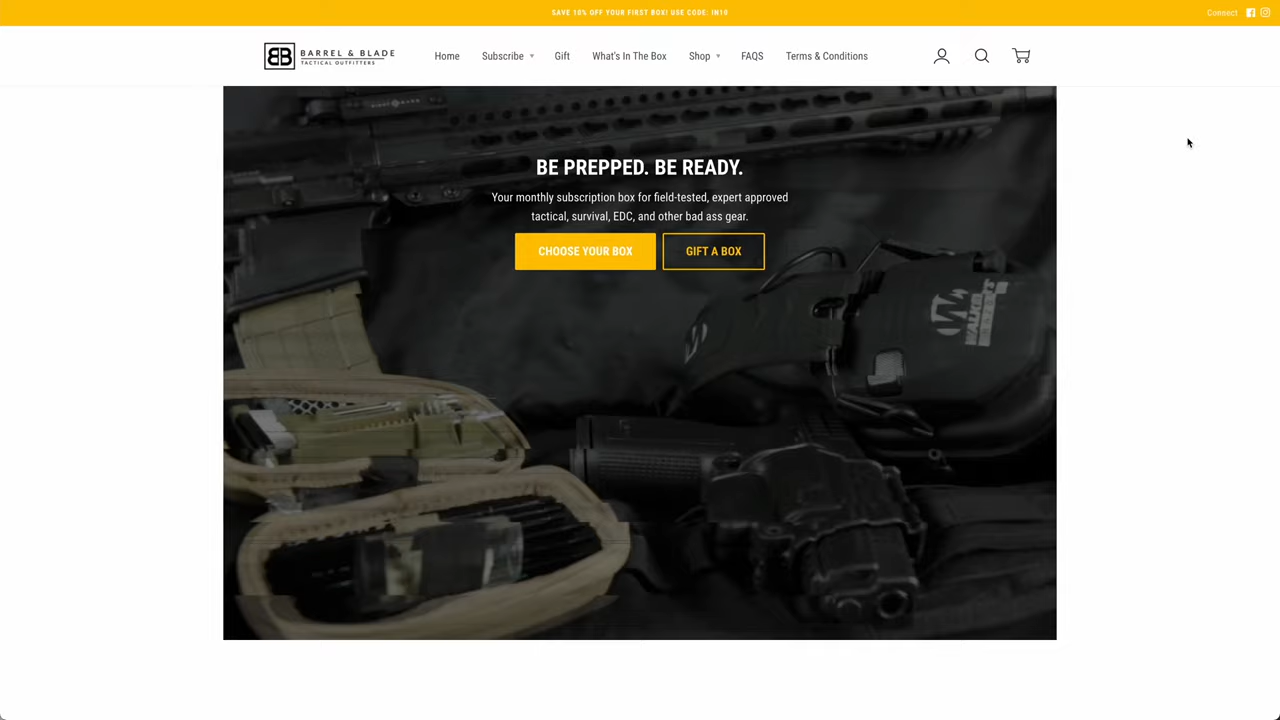 SAVE 10% OFF YOUR FIRST BOX! USE CODE: IN10
Connect
BARREL & BLADE
TACTICAL OUTFITTERS
Home
Subscribe
Gift
What's In The Box
Shop
FAQS
Terms & Conditions
BE PREPPED. BE READY.
Your monthly subscription box for field-tested, expert approved
tactical, survival, EDC, and other bad ass gear.
CHOOSE YOUR BOX
GIFT A BOX
WALKER'S